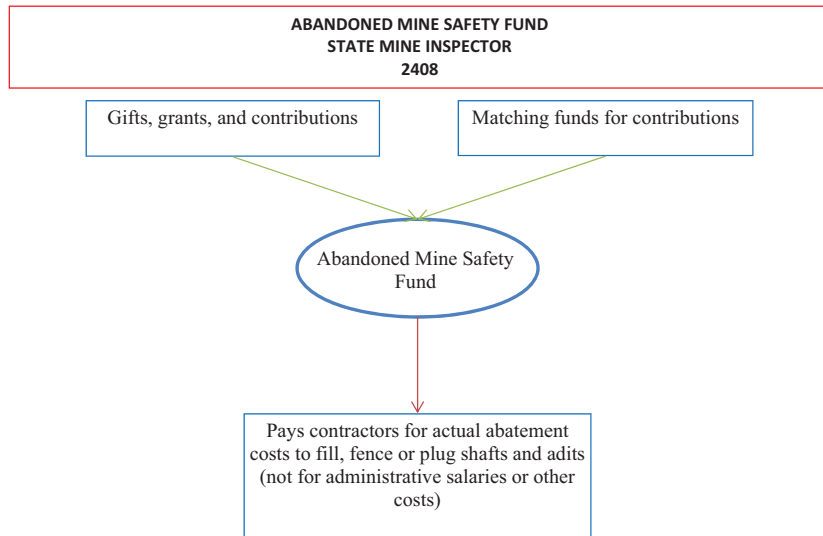 ABANDONED MINE SAFETY FUND
STATE MINE INSPECTOR
2408
Gifts, grants, and contributions
Matching funds for contributions
Abandoned Mine Safety
Fund
Pays contractors for actual abatement
costs to fill, fence or plug shafts and adits
(not for administrative salaries or other
costs)